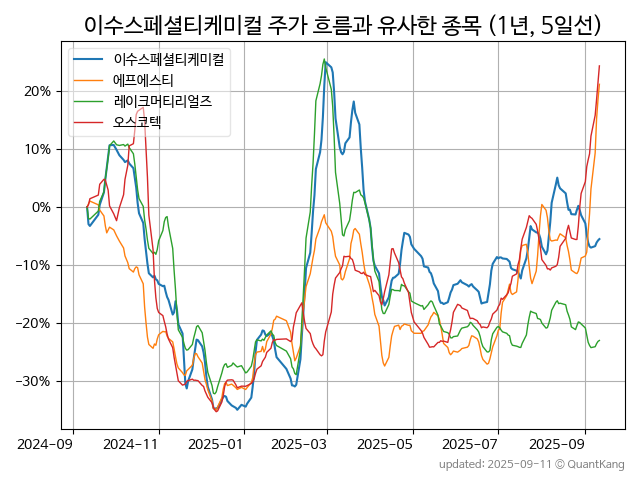 이수스페셜티케미컬 주가 흐름과 유사한 종목 (1년, 5일선)
이수스페셜티케미컬
에프에스티
레이크머티리얼즈
오스코텍
20%
10%
0%
−10%
−20%
−30%
2024-09 2024-11 2025-01 2025-03 2025-05 2025-07 2025-09
updated: 2025-09-11 © QuantKang